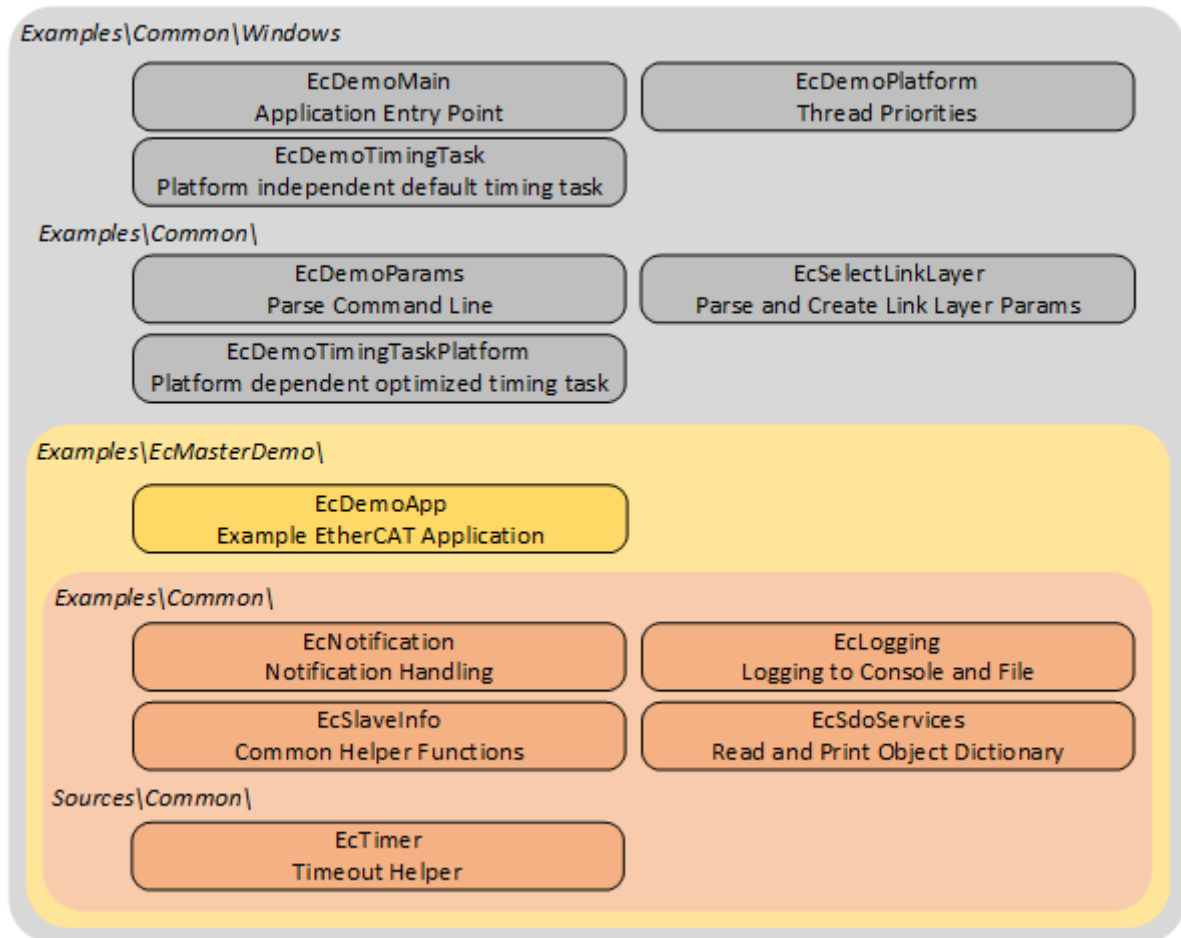 Examples\Common\Windows
EcDemoMain
Application Entry Point
EcDemoPlatform
Thread Priorities
EcDemoTimingTask
Platform independent default timing task
Examples\Common\
EcDemoParams
Parse Command Line
EcSelectLinkLayer
Parse and Create Link Layer Params
EcDemoTimingTaskPlatform
Platform dependent optimized timing task
Examples\EcMasterDemo\
EcDemoApp
Example EtherCAT Application
Examples\Common\
EcNotification
Notification Handling
EcLogging
Logging to Console and File
EcSlaveInfo
Common Helper Functions
EcSdoServices
Read and Print Object Dictionary
Sources\Common\
EcTimer
Timeout Helper